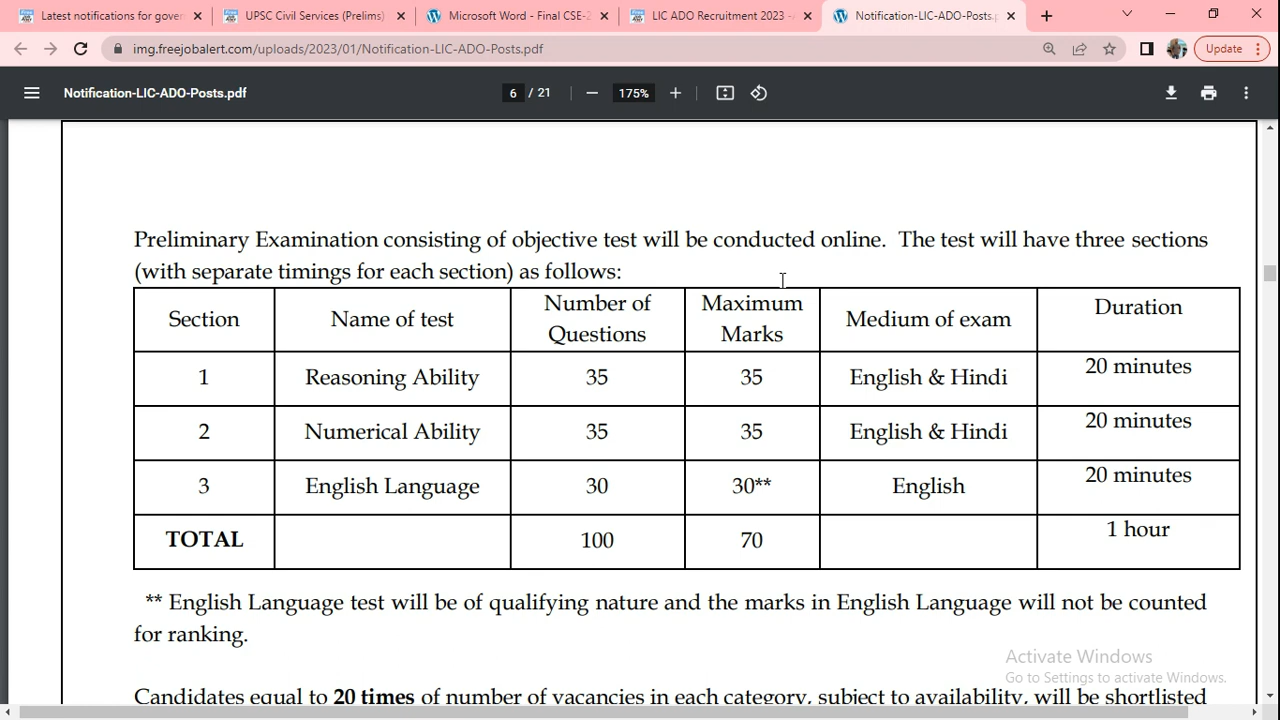 Latest notifications for gover
UPSC Civil Services (Prelims)
Microsoft Word - Final CSE-2
LIC ADO Recruitment 2023 -
Notification-LIC-ADO-Posts.p
img.freejobalert.com/uploads/2023/01/Notification-LIC-ADO-Posts.pdf
Update
Notification-LIC-ADO-Posts.pdf
6 / 21
175%
Preliminary Examination consisting of objective test will be conducted online. The test will have three sections
(with separate timings for each section) as follows:
Section Name of test Number of Questions Maximum Marks Medium of exam Duration
1 Reasoning Ability 35 35 English & Hindi 20 minutes
2 Numerical Ability 35 35 English & Hindi 20 minutes
3 English Language 30 30** English 20 minutes
TOTAL 100 70 1 hour
** English Language test will be of qualifying nature and the marks in English Language will not be counted
for ranking.
Activate Windows
Go to Settings to activate Windows.
Candidates equal to 20 times of number of vacancies in each category, subject to availability, will be shortlisted